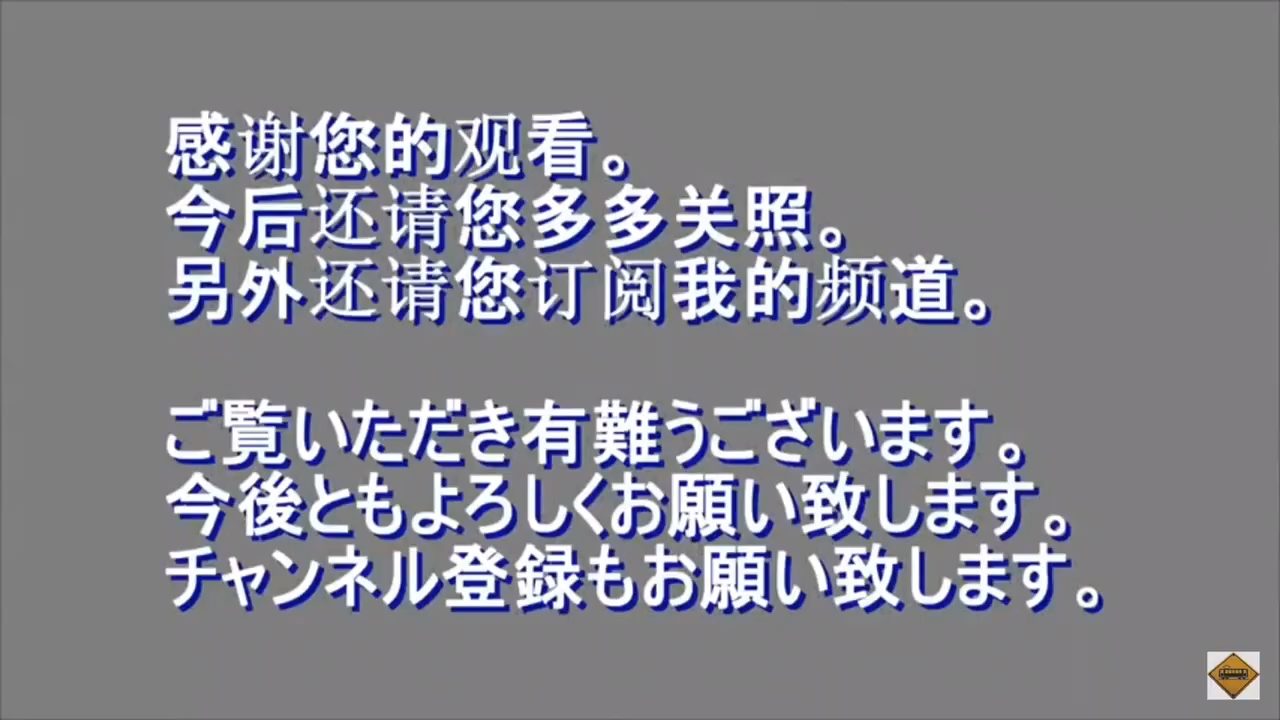 感谢您的观看。
今后还请您多多关照。
另外还请您订阅我的频道。
ご覧いただき有難うございます。
今後ともよろしくお願い致します。
チャンネル登録もお願い致します。